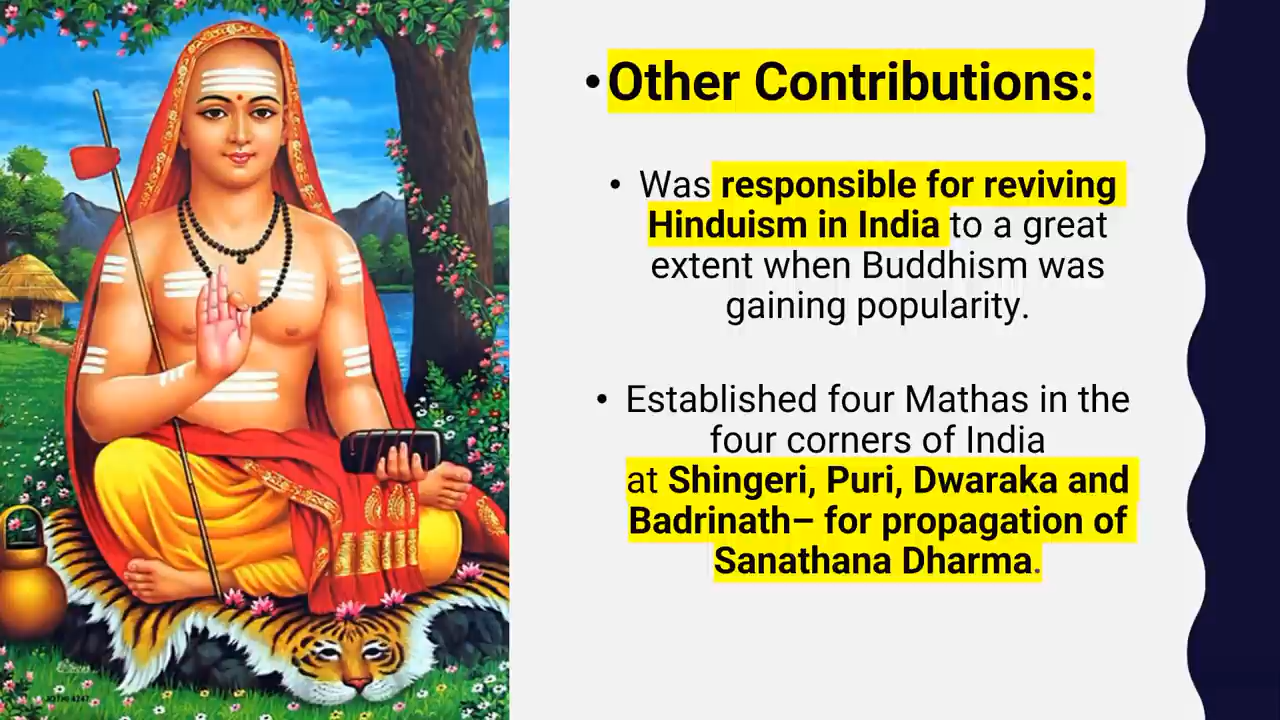 •Other Contributions:
• Was responsible for reviving
Hinduism in India to a great
extent when Buddhism was
gaining popularity.
• Established four Mathas in the
four corners of India
at Shingeri, Puri, Dwaraka and
Badrinath– for propagation of
Sanathana Dharma.